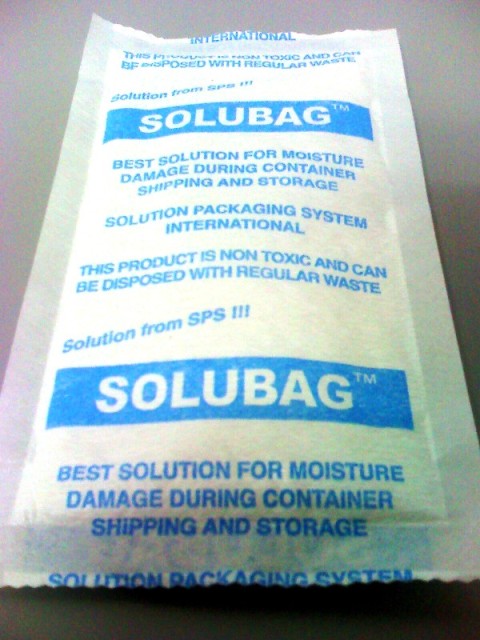 INTERNATIONAL
THIS PRODUCT IS NON TOXIC AND CAN
BE DISPOSED WITH REGULAR WASTE
Solution from SPS !!!
SOLUBAG™
BEST SOLUTION FOR MOISTURE
DAMAGE DURING CONTAINER
SHIPPING AND STORAGE
SOLUTION PACKAGING SYSTEM
INTERNATIONAL
THIS PRODUCT IS NON TOXIC AND CAN
BE DISPOSED WITH REGULAR WASTE
Solution from SPS !!!
SOLUBAG™
BEST SOLUTION FOR MOISTURE
DAMAGE DURING CONTAINER
SHIPPING AND STORAGE
SOLUTION PACKAGING SYSTEM